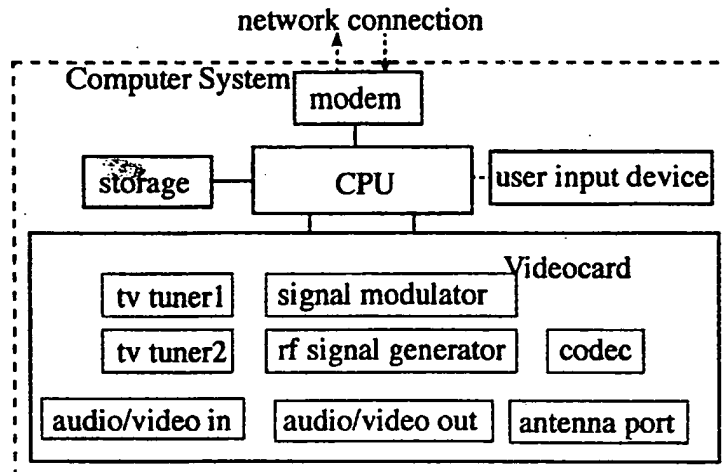 network connection
Computer System
modem
storage
CPU
user input device
Videocard
tv tuner1
signal modulator
tv tuner2
rf signal generator
codec
audio/video in
audio/video out
antenna port